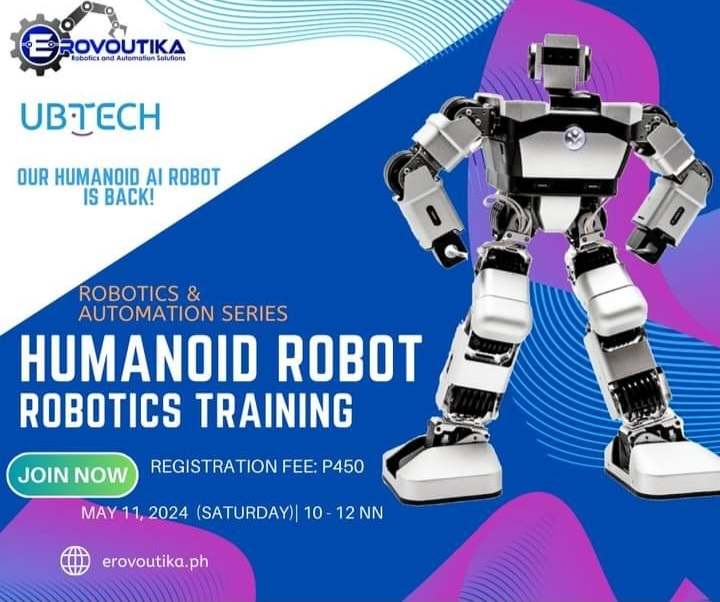 EROVOUTIKA
Robotics and Automation Solutions
UBTECH
OUR HUMANOID AI ROBOT
IS BACK!
ROBOTICS &
AUTOMATION SERIES
HUMANOID ROBOT
ROBOTICS TRAINING
JOIN NOW
REGISTRATION FEE: P450
MAY 11, 2024 (SATURDAY)| 10 - 12 NN
erovoutika.ph